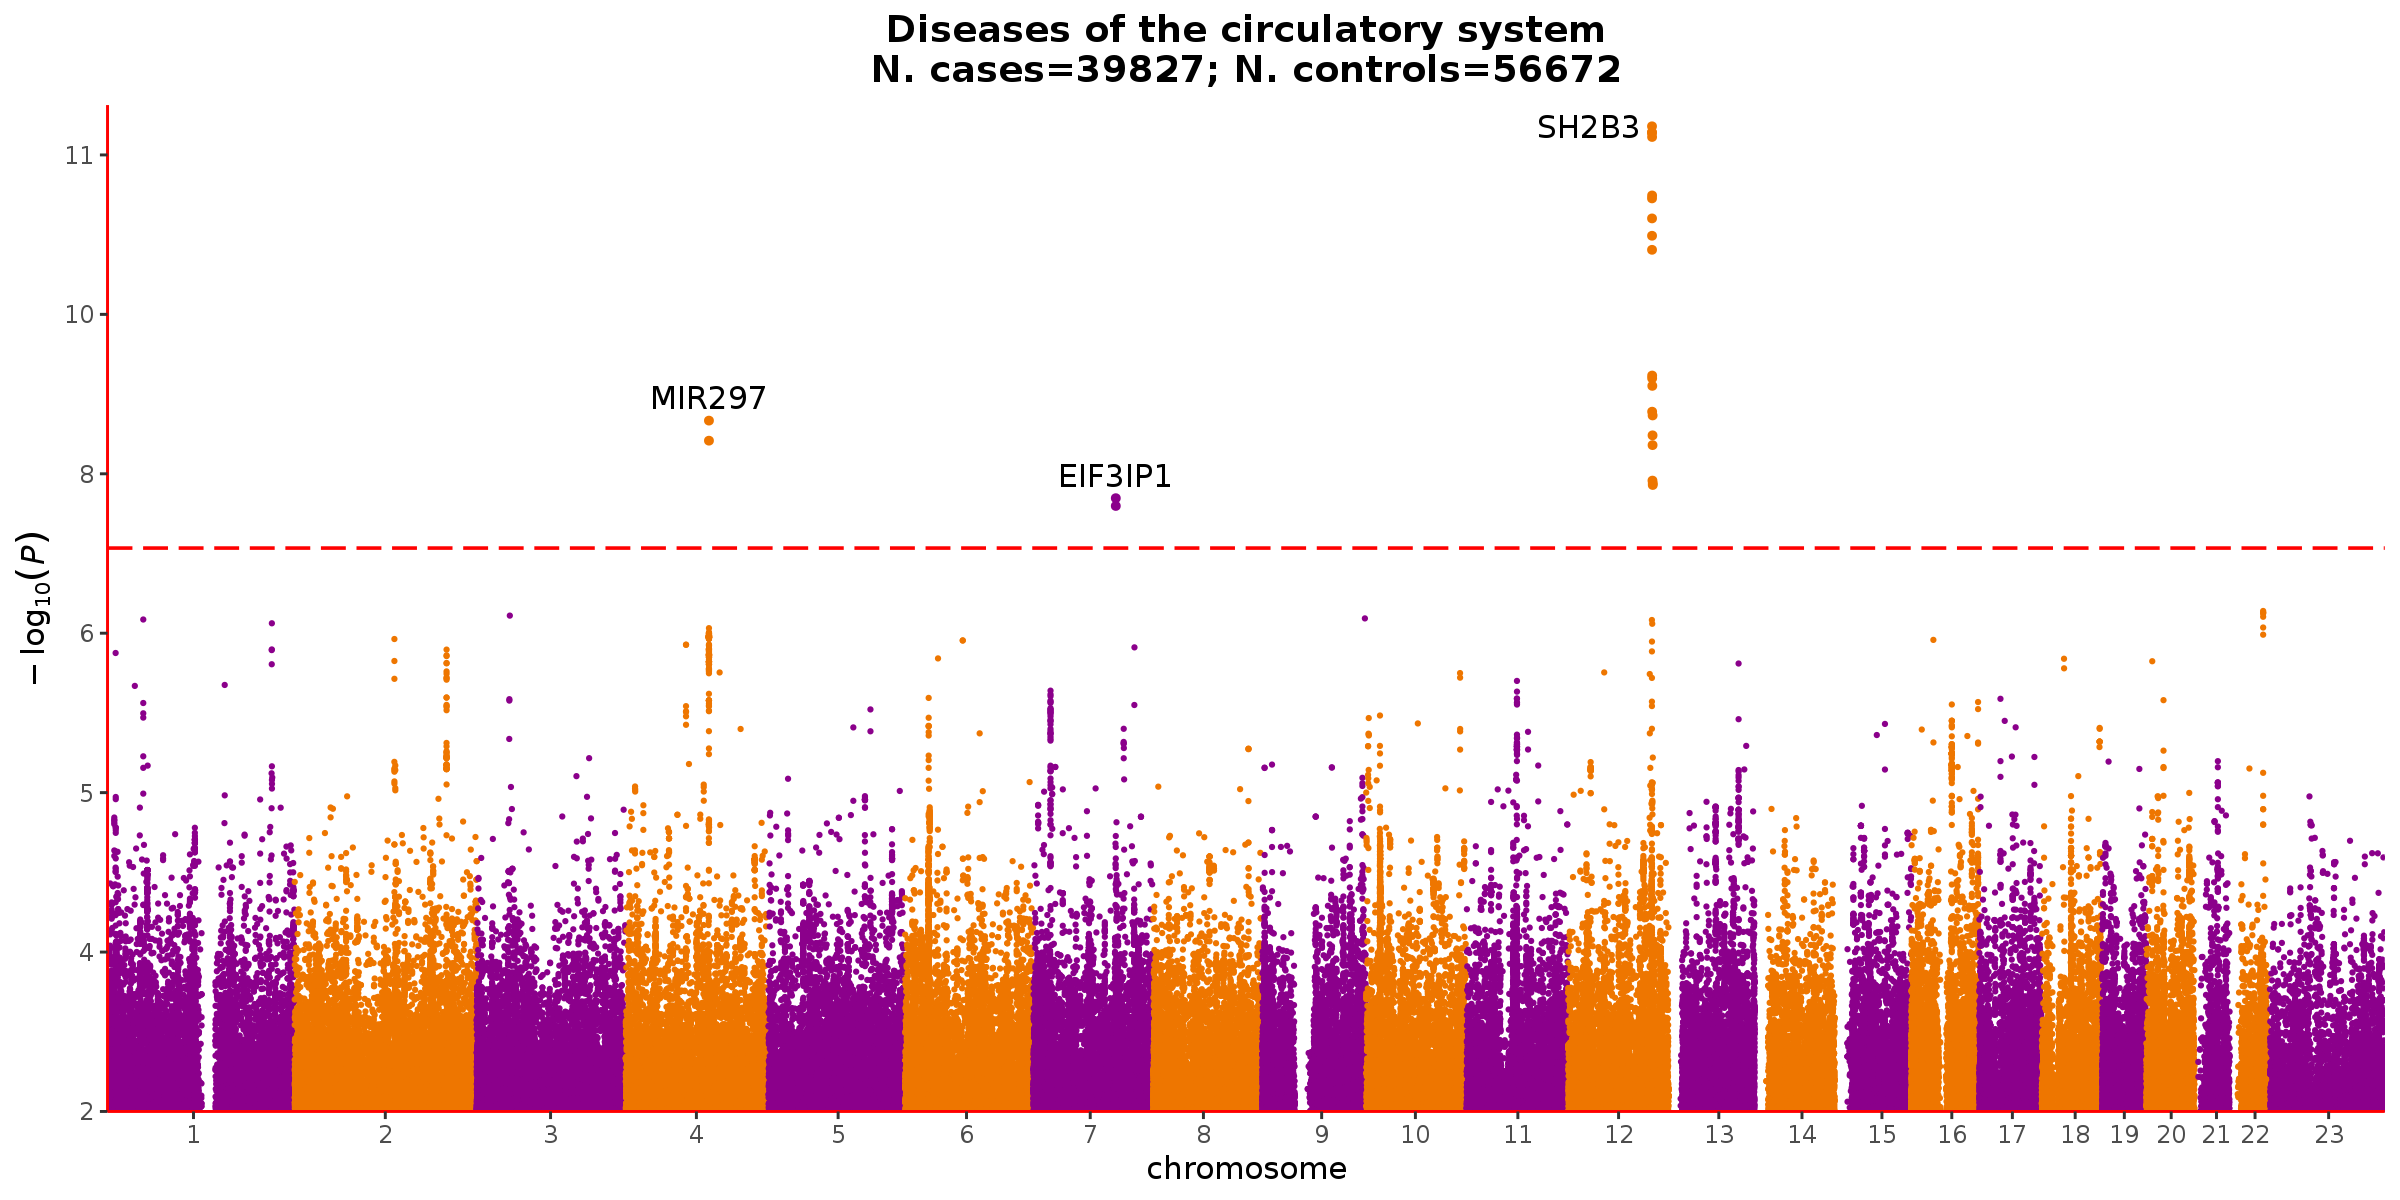 Diseases of the circulatory system
N. cases=39827; N. controls=56672
SH2B3
MIR297
EIF3IP1
11
10
8
6
5
4
2
−log10(P)
1 2 3 4 5 6 7 8 9 10 11 12 13 14 15 16 17 18 19 20 21 22 23
chromosome